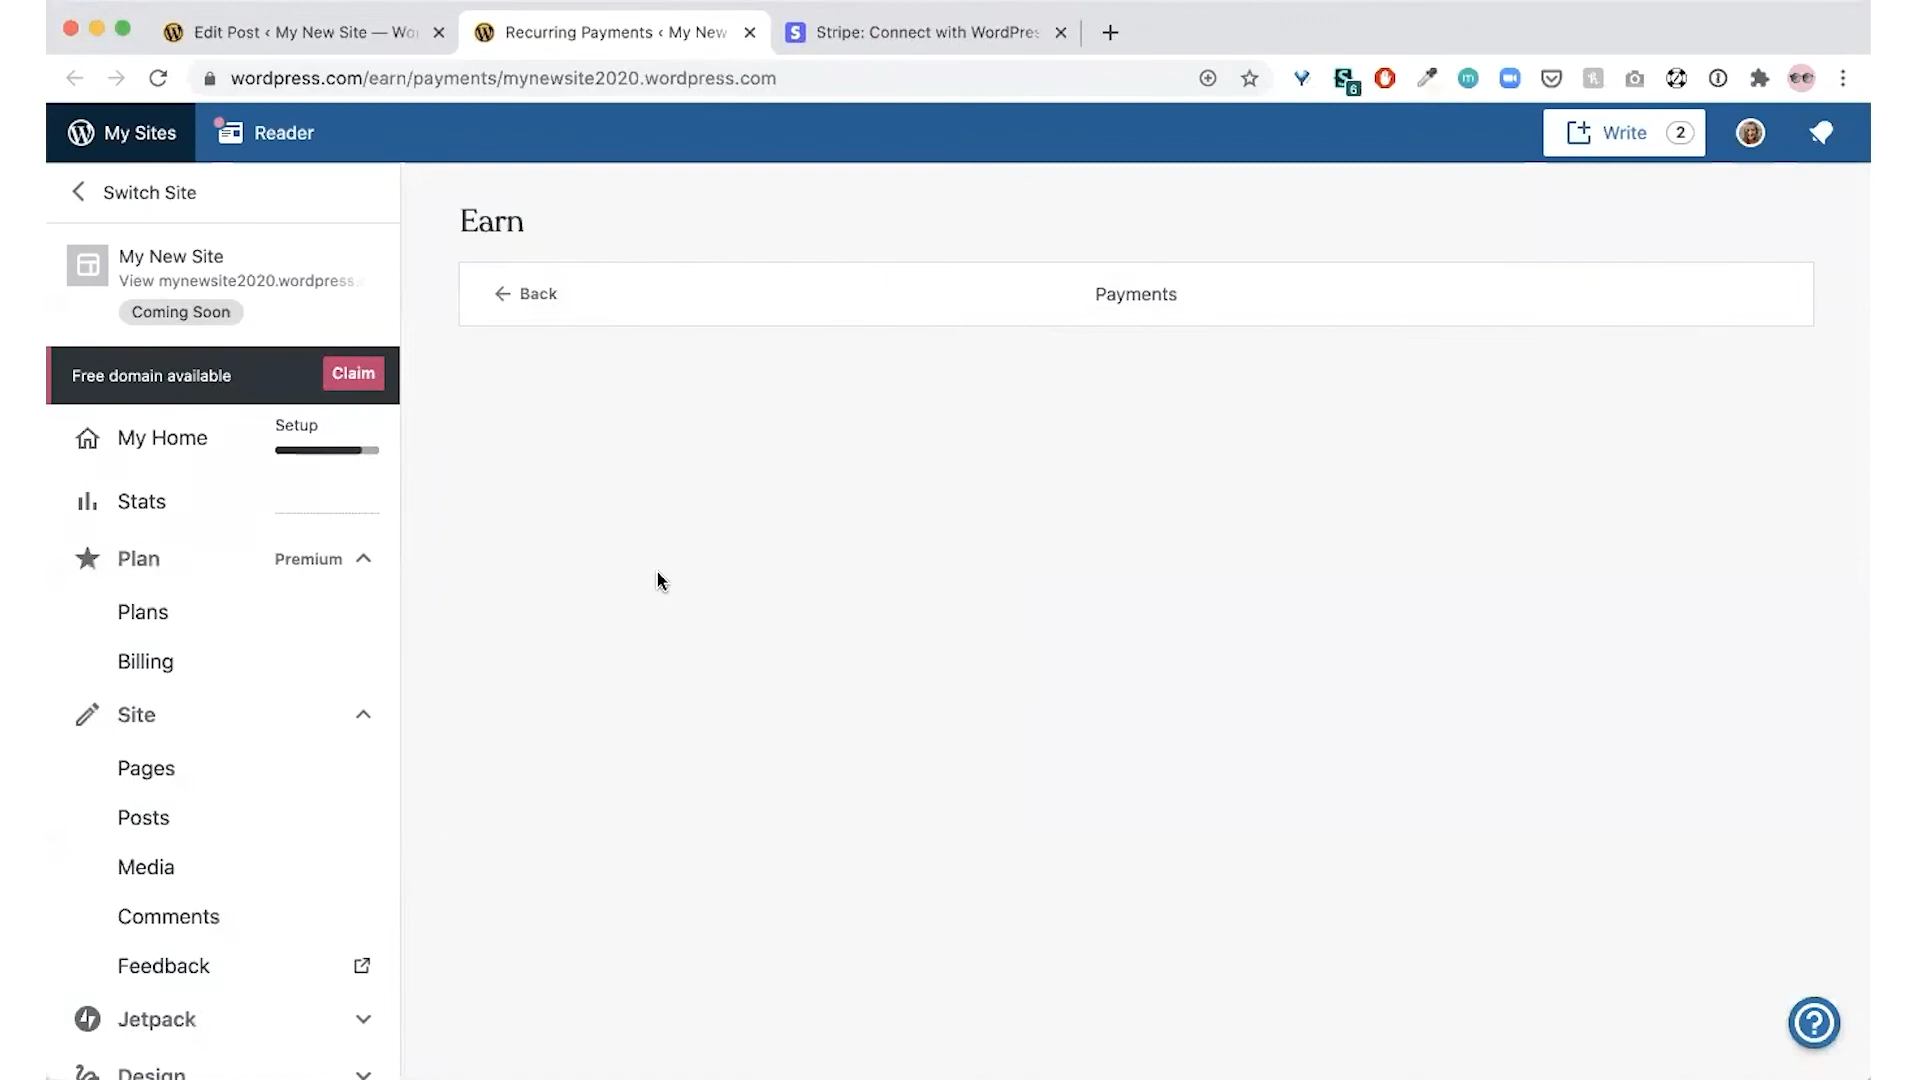 Edit Post ‹ My New Site — Wo
Recurring Payments ‹ My New
Stripe: Connect with WordPres
wordpress.com/earn/payments/mynewsite2020.wordpress.com
6
My Sites
Reader
Write 2
Switch Site
My New Site
View mynewsite2020.wordpress.
Coming Soon
Free domain available
Claim
My Home
Setup
Stats
Plan
Premium
Plans
Billing
Site
Pages
Posts
Media
Comments
Feedback
Jetpack
Design
Earn
Back
Payments